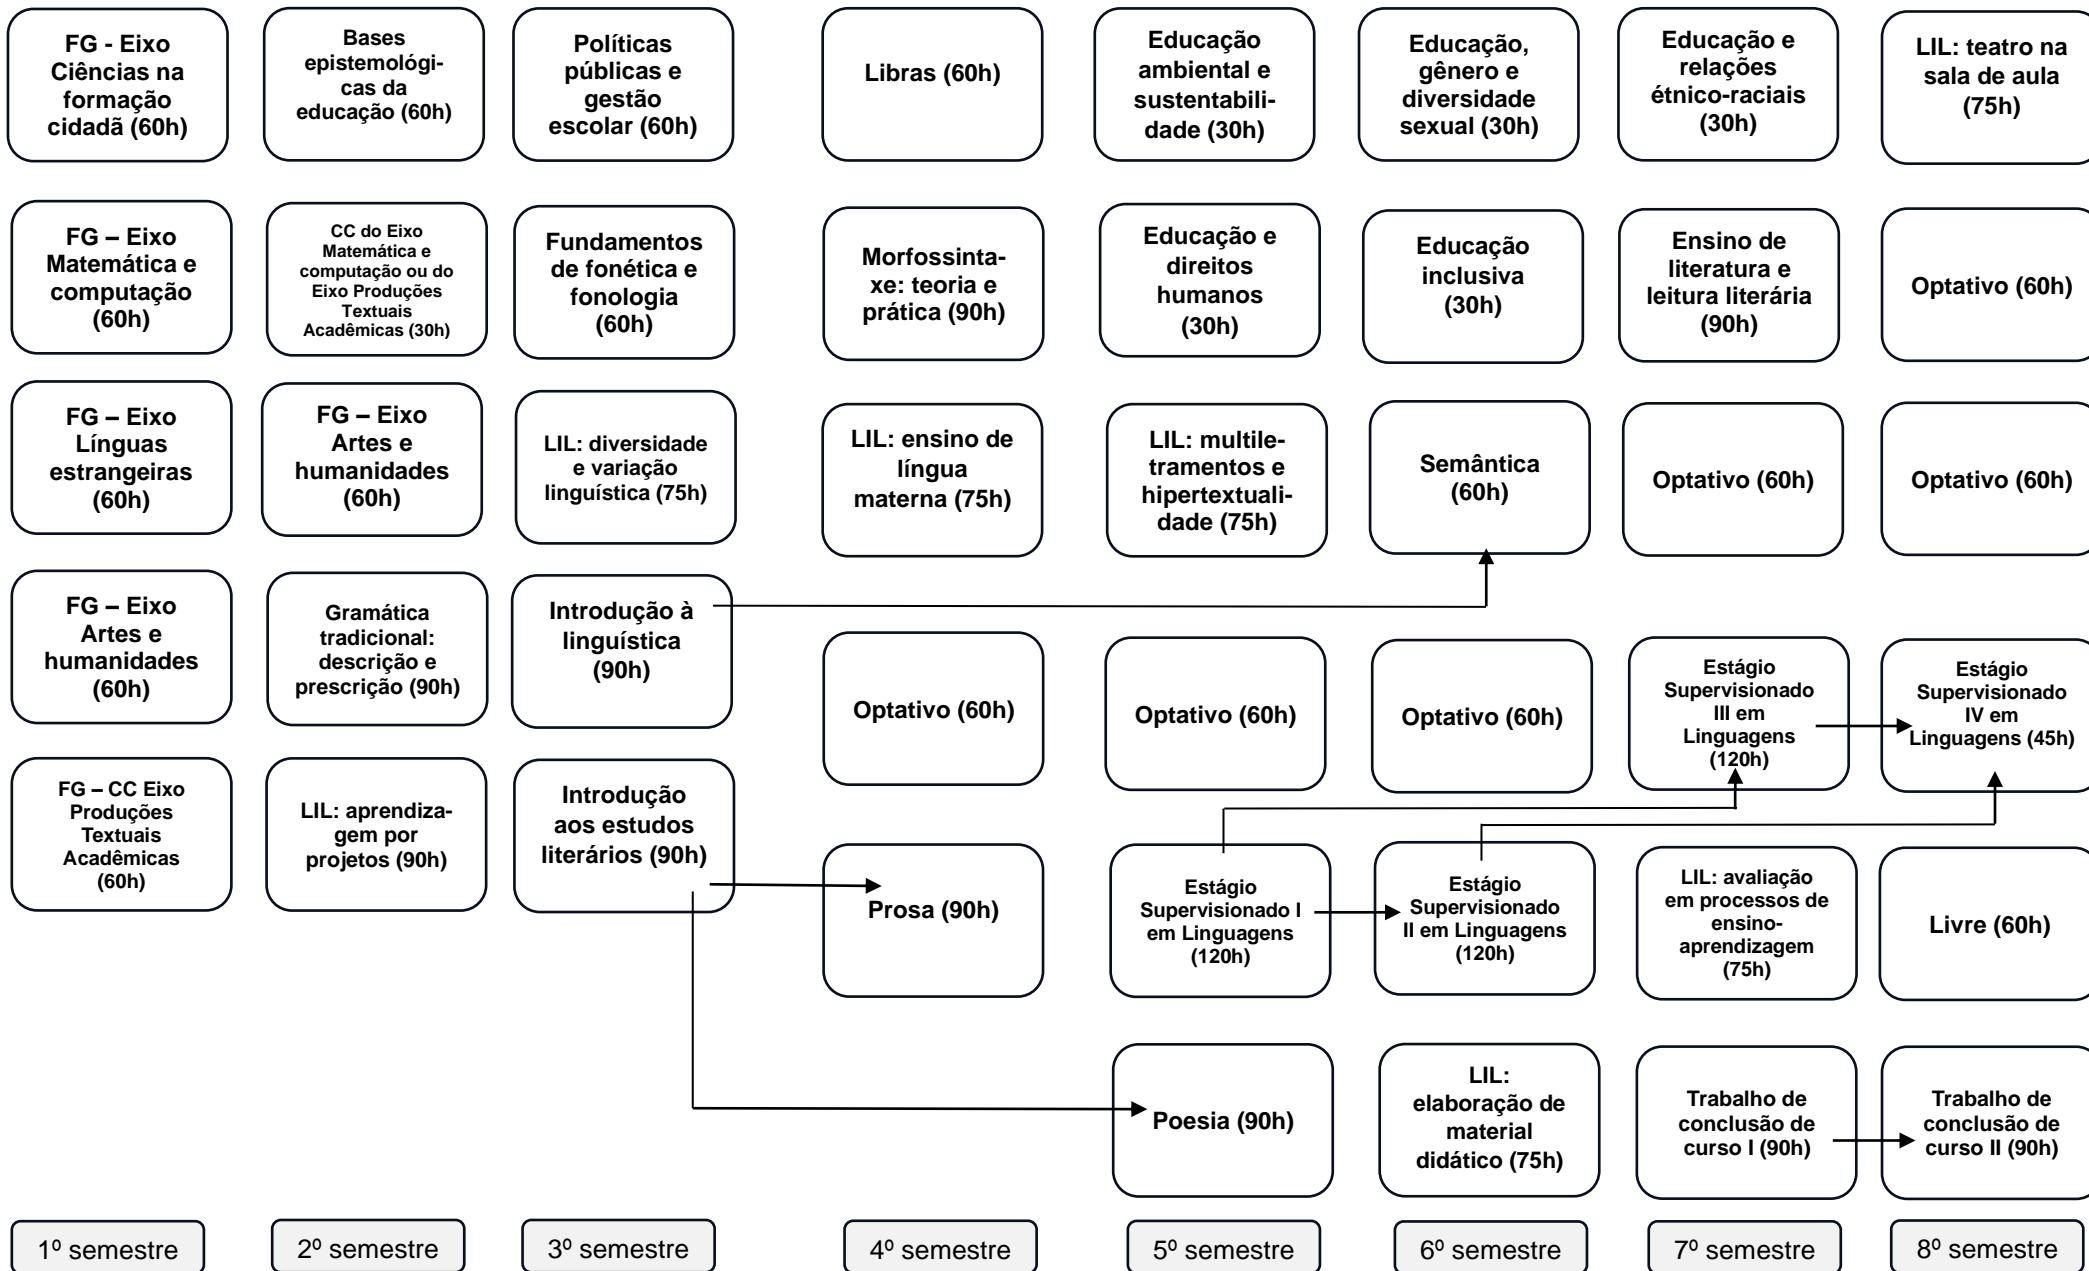 FG - Eixo
Ciências na
formação
cidadã (60h)
Bases
epistemológi-
cas da
educação (60h)
Políticas
públicas e
gestão
escolar (60h)
Libras (60h)
Educação
ambiental e
sustentabili-
dade (30h)
Educação,
gênero e
diversidade
sexual (30h)
Educação e
relações
étnico-raciais
(30h)
LIL: teatro na
sala de aula
(75h)
FG – Eixo
Matemática e
computação
(60h)
CC do Eixo
Matemática e
computação ou do
Eixo Produções
Textuais
Acadêmicas (30h)
Fundamentos
de fonética e
fonologia
(60h)
Morfossinta-
xe: teoria e
prática (90h)
Educação e
direitos
humanos
(30h)
Educação
inclusiva
(30h)
Ensino de
literatura e
leitura literária
(90h)
Optativo (60h)
FG – Eixo
Línguas
estrangeiras
(60h)
FG – Eixo
Artes e
humanidades
(60h)
LIL: diversidade
e variação
linguística (75h)
LIL: ensino de
língua
materna (75h)
LIL: multile-
tramentos e
hipertextuali-
dade (75h)
Semântica
(60h)
Optativo (60h)
Optativo (60h)
FG – Eixo
Artes e
humanidades
(60h)
Gramática
tradicional:
descrição e
prescrição (90h)
Introdução à
linguística
(90h)
Optativo (60h)
Optativo (60h)
Optativo (60h)
Estágio
Supervisionado
III em
Linguagens
(120h)
Estágio
Supervisionado
IV em
Linguagens (45h)
FG – CC Eixo
Produções
Textuais
Acadêmicas
(60h)
LIL: aprendiza-
gem por
projetos (90h)
Introdução
aos estudos
literários (90h)
Prosa (90h)
Estágio
Supervisionado I
em Linguagens
(120h)
Estágio
Supervisionado
II em Linguagens
(120h)
LIL: avaliação
em processos de
ensino-
aprendizagem
(75h)
Livre (60h)
Poesia (90h)
LIL:
elaboração de
material
didático (75h)
Trabalho de
conclusão de
curso I (90h)
Trabalho de
conclusão de
curso II (90h)
1º semestre
2º semestre
3º semestre
4º semestre
5º semestre
6º semestre
7º semestre
8º semestre